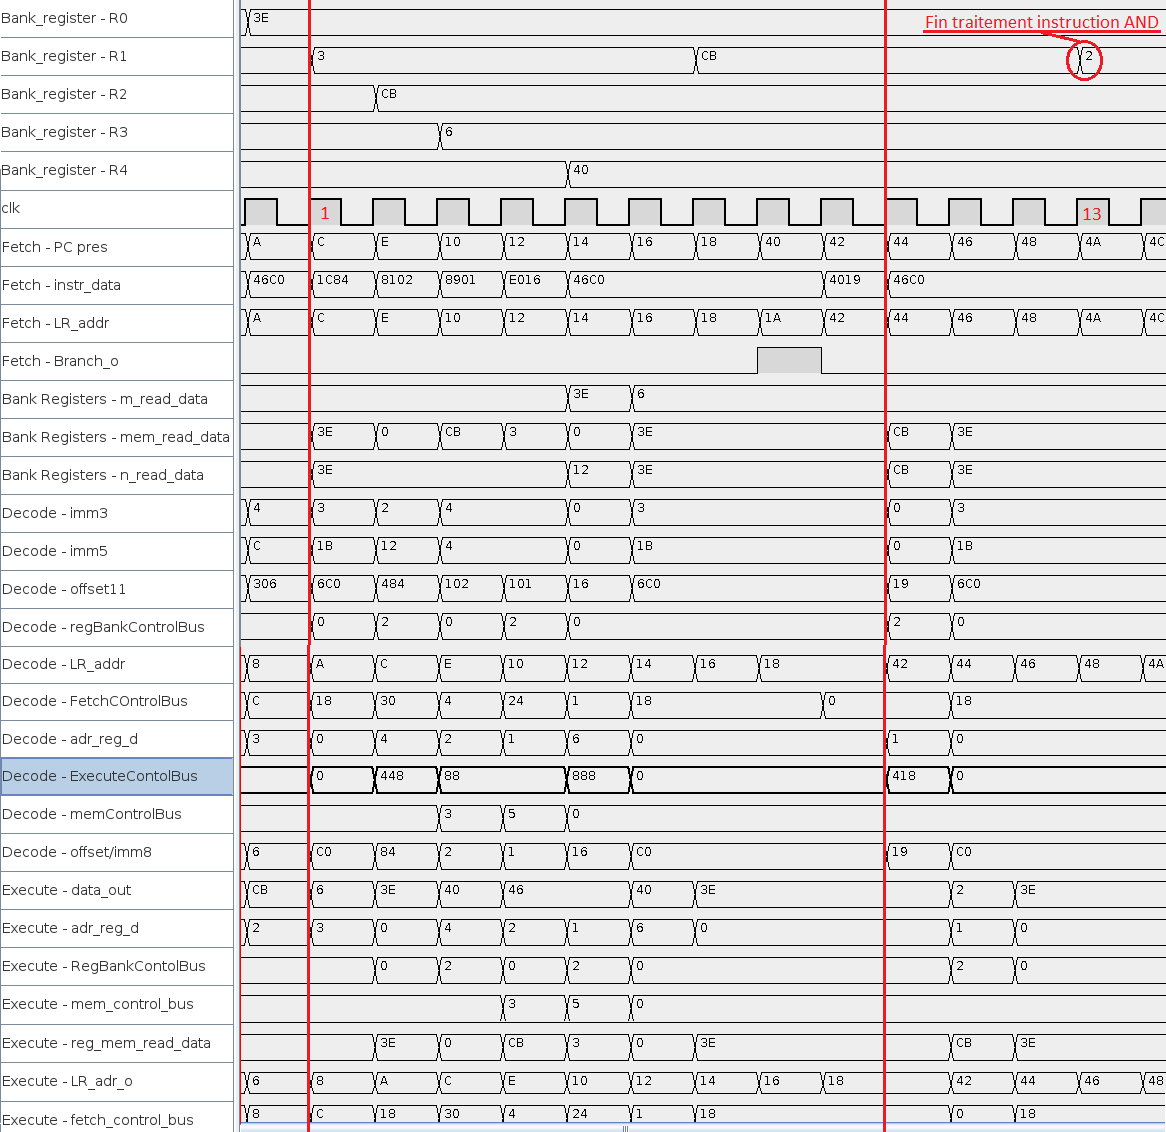 Bank_register - R0 3E
Fin traitement instruction AND
Bank_register - R1 3 CB 2
Bank_register - R2 CB
Bank_register - R3 6
Bank_register - R4 40
clk 1 13
Fetch - PC pres A C E 10 12 14 16 18 40 42 44 46 48 4A 4C
Fetch - instr_data 46C0 1C84 8102 8901 E016 46C0 4019 46C0
Fetch - LR_addr A C E 10 12 14 16 18 1A 42 44 46 48 4A 4C
Fetch - Branch_o
Bank Registers - m_read_data 3E 6
Bank Registers - mem_read_data 3E 0 CB 3 0 3E CB 3E
Bank Registers - n_read_data 3E 12 3E CB 3E
Decode - imm3 4 3 2 4 0 3 0 3
Decode - imm5 C 1B 12 4 0 1B 0 1B
Decode - offset11 306 6C0 484 102 101 16 6C0 19 6C0
Decode - regBankControlBus 0 2 0 2 0 2 0
Decode - LR_addr 8 A C E 10 12 14 16 18 42 44 46 48 4A
Decode - FetchCOntrolBus C 18 30 4 24 1 18 0 18
Decode - adr_reg_d 3 0 4 2 1 6 0 1 0
Decode - ExecuteContolBus 0 448 88 888 0 418 0
Decode - memControlBus 3 5 0
Decode - offset/imm8 6 C0 84 2 1 16 C0 19 C0
Execute - data_out CB 6 3E 40 46 40 3E 2 3E
Execute - adr_reg_d 2 3 0 4 2 1 6 0 1 0
Execute - RegBankContolBus 0 2 0 2 0 2 0
Execute - mem_control_bus 3 5 0
Execute - reg_mem_read_data 3E 0 CB 3 0 3E CB 3E
Execute - LR_adr_o 6 8 A C E 10 12 14 16 18 42 44 46 48
Execute - fetch_control_bus 8 C 18 30 4 24 1 18 0 18